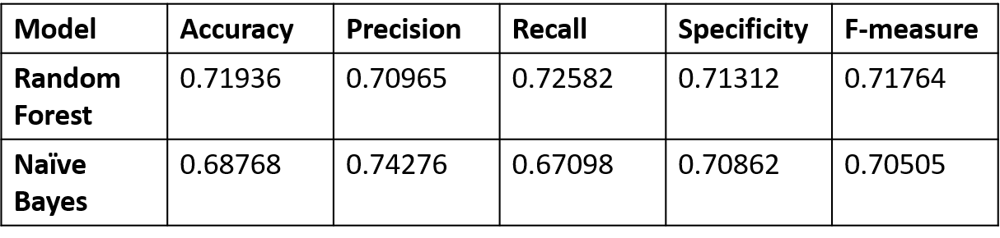 Model Accuracy Precision Recall Specificity F-measure
Random 0.71936 0.70965 0.72582 0.71312 0.71764
Forest
Naïve 0.68768 0.74276 0.67098 0.70862 0.70505
Bayes